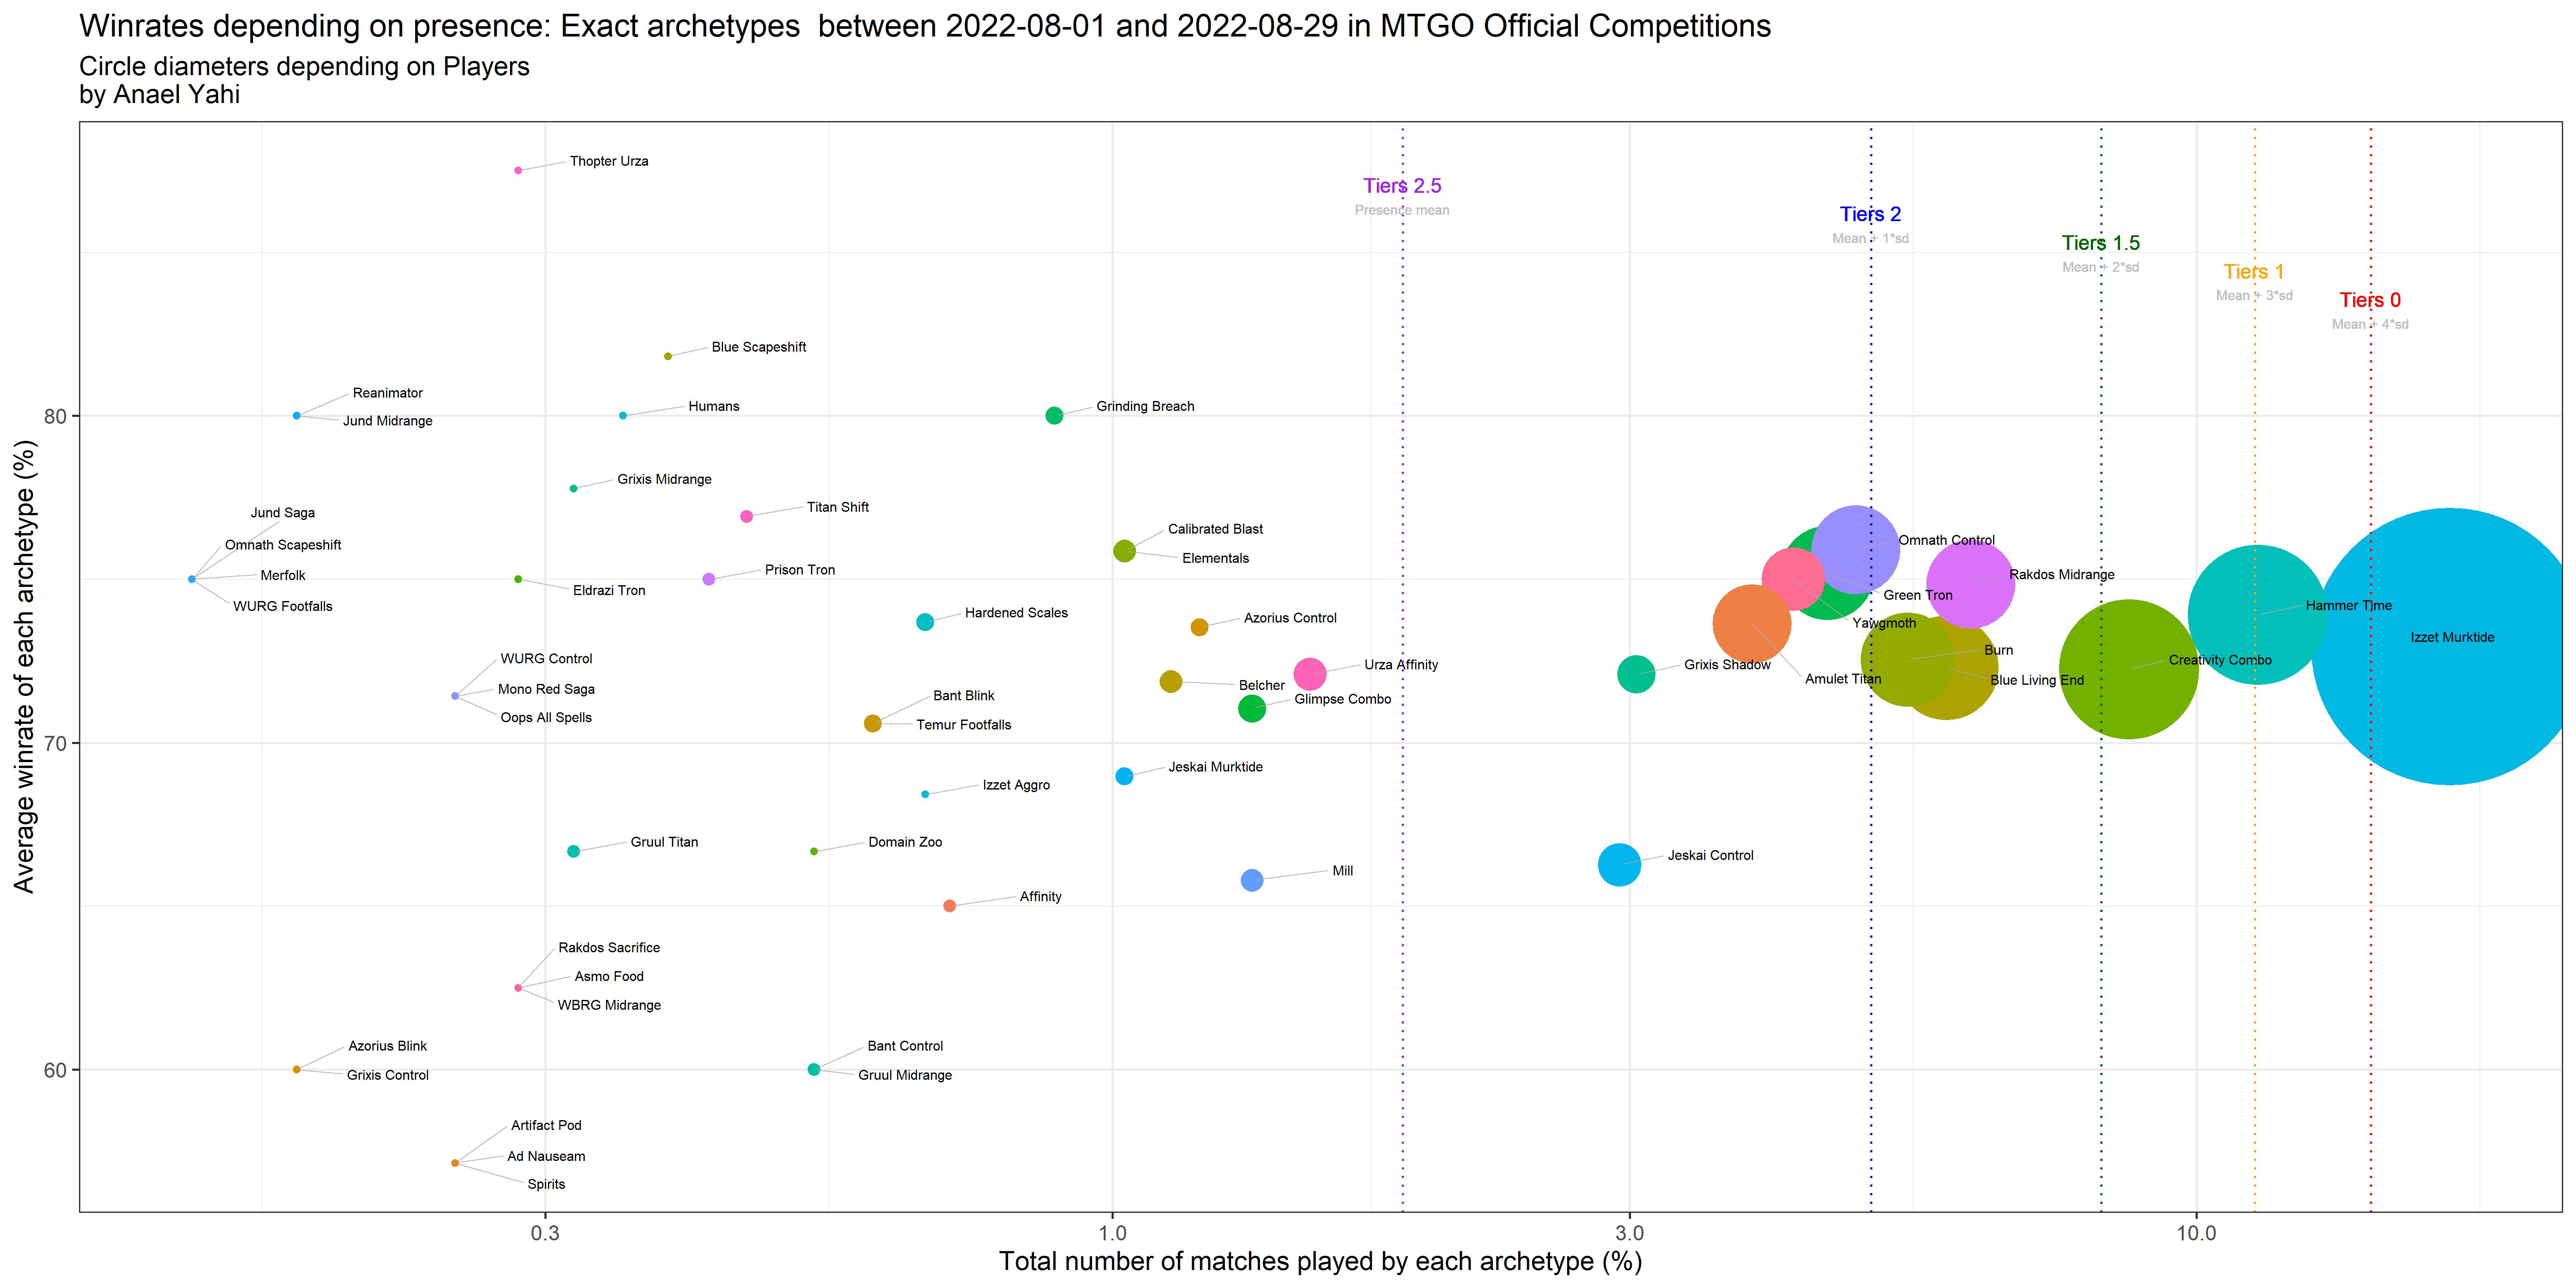 Winrates depending on presence: Exact archetypes  between 2022-08-01 and 2022-08-29 in MTGO Official Competitions
Circle diameters depending on Players
by Anael Yahi
Thopter Urza
Tiers 2.5
Presence mean
Tiers 2
Mean + 1*sd
Tiers 1.5
Mean + 2*sd
Tiers 1
Mean + 3*sd
Tiers 0
Mean + 4*sd
Blue Scapeshift
Reanimator
Jund Midrange
Humans
Grinding Breach
80
Grixis Midrange
Titan Shift
Jund Saga
Omnath Scapeshift
Merfolk
WURG Footfalls
Eldrazi Tron
Prison Tron
Calibrated Blast
Elementals
Omnath Control
Rakdos Midrange
Green Tron
Yawgmoth
Hammer Time
Izzet Murktide
Hardened Scales
Azorius Control
Burn
Creativity Combo
WURG Control
Mono Red Saga
Oops All Spells
Urza Affinity
Grixis Shadow
Amulet Titan
Blue Living End
Belcher
Glimpse Combo
Bant Blink
Temur Footfalls
70
Jeskai Murktide
Izzet Aggro
Gruul Titan
Domain Zoo
Jeskai Control
Mill
Affinity
Rakdos Sacrifice
Asmo Food
WBRG Midrange
Azorius Blink
Grixis Control
Bant Control
Gruul Midrange
60
Artifact Pod
Ad Nauseam
Spirits
Average winrate of each archetype (%)
0.3
1.0
3.0
10.0
Total number of matches played by each archetype (%)